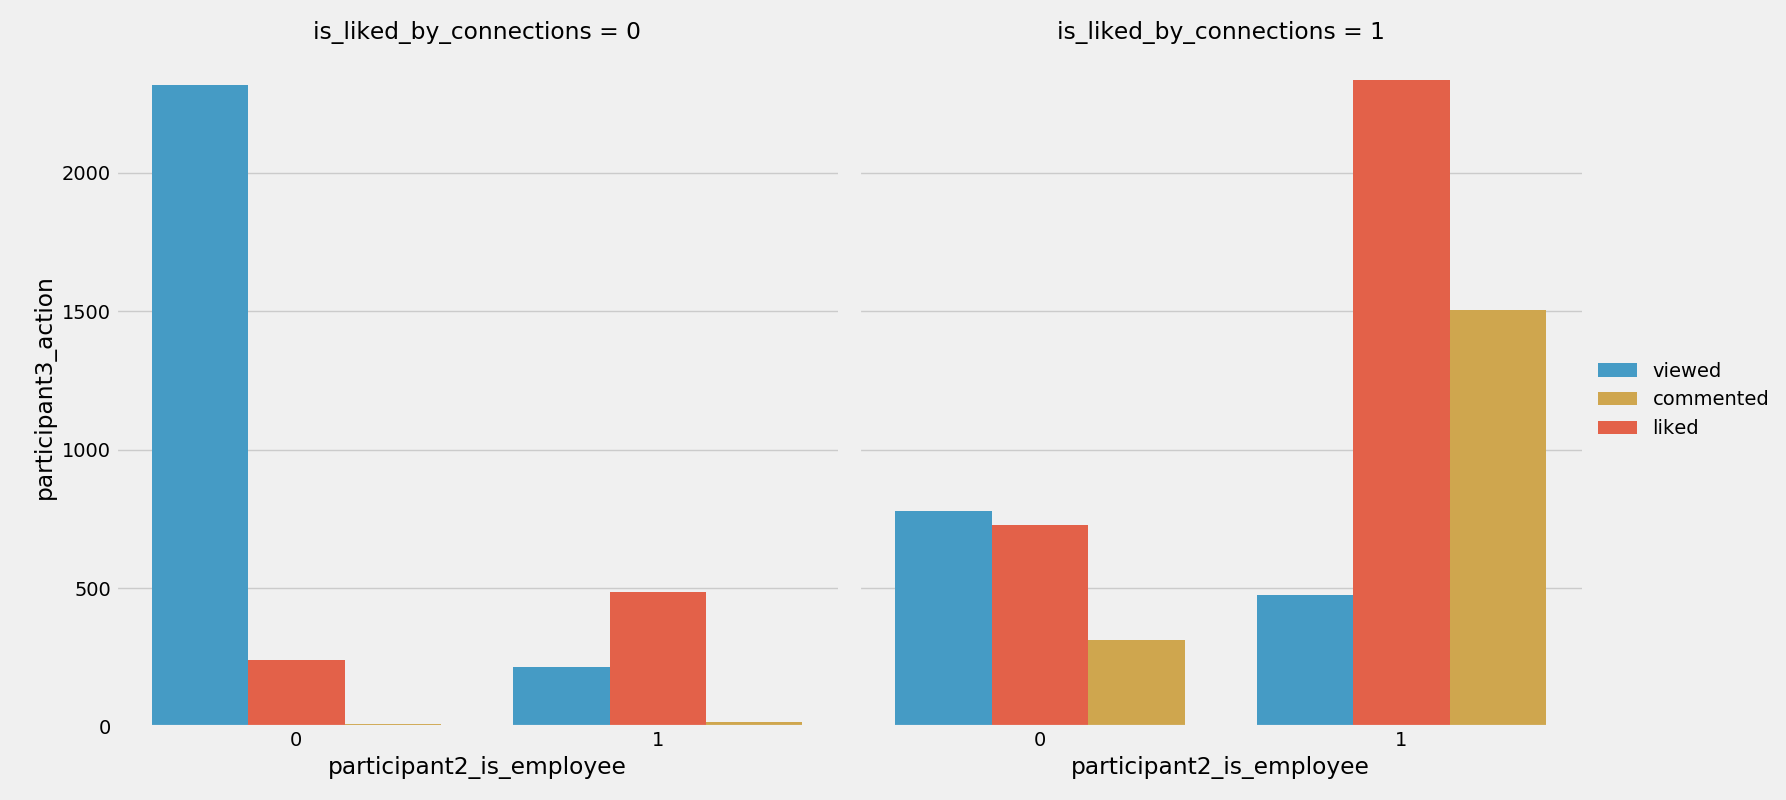 is_liked_by_connections = 0
is_liked_by_connections = 1
participant3_action
2000
1500
1000
500
0
0
1
0
1
participant2_is_employee
participant2_is_employee
viewed
commented
liked